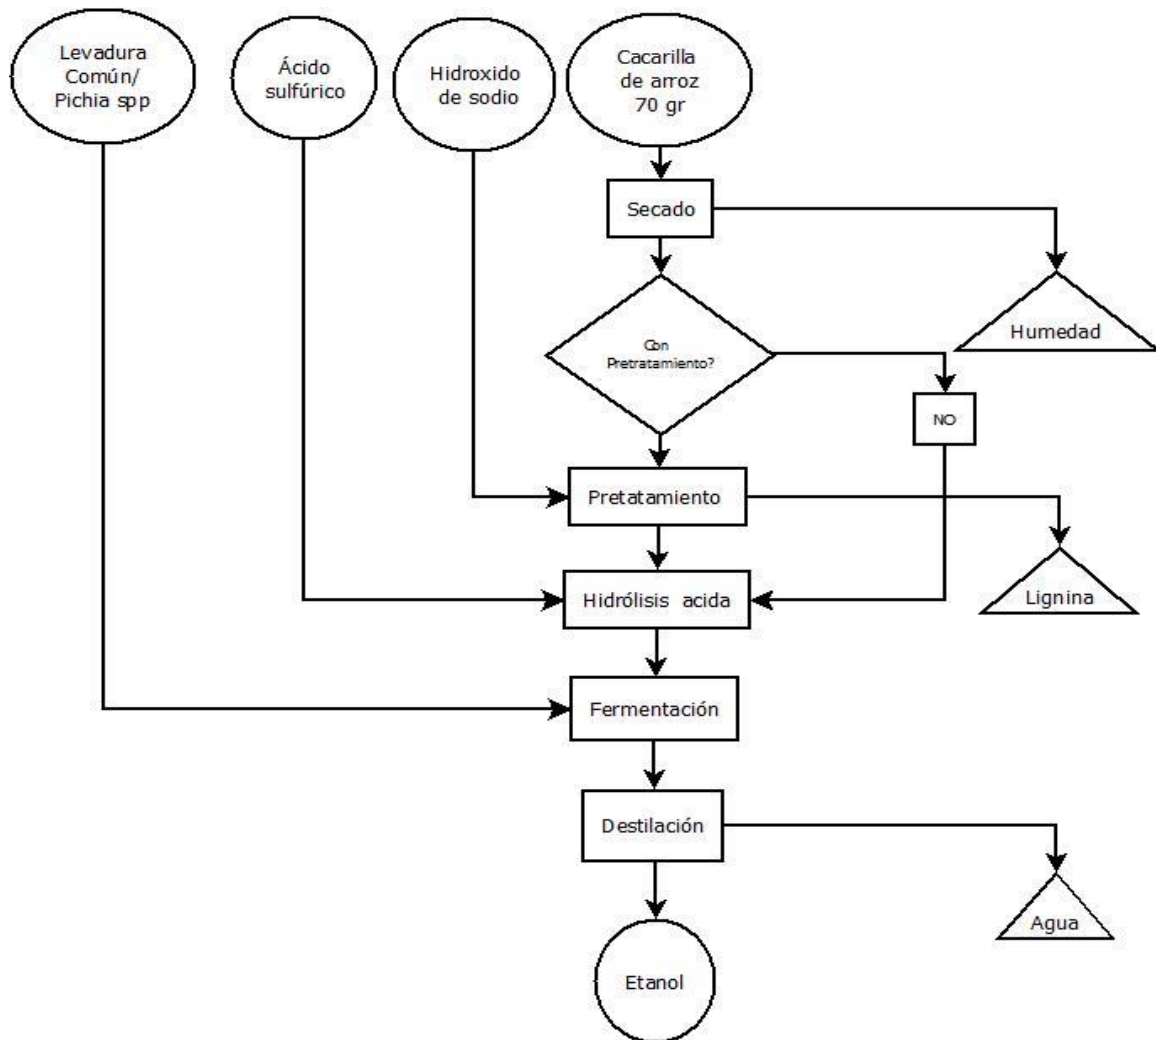 Levadura
Común/
Pichia spp
Ácido
sulfúrico
Hidroxido
de sodio
Cacarilla
de arroz
70 gr
Secado
Humedad
Con
Pretratamiento?
NO
Pretatamiento
Lignina
Hidrólisis acida
Fermentación
Destilación
Agua
Etanol